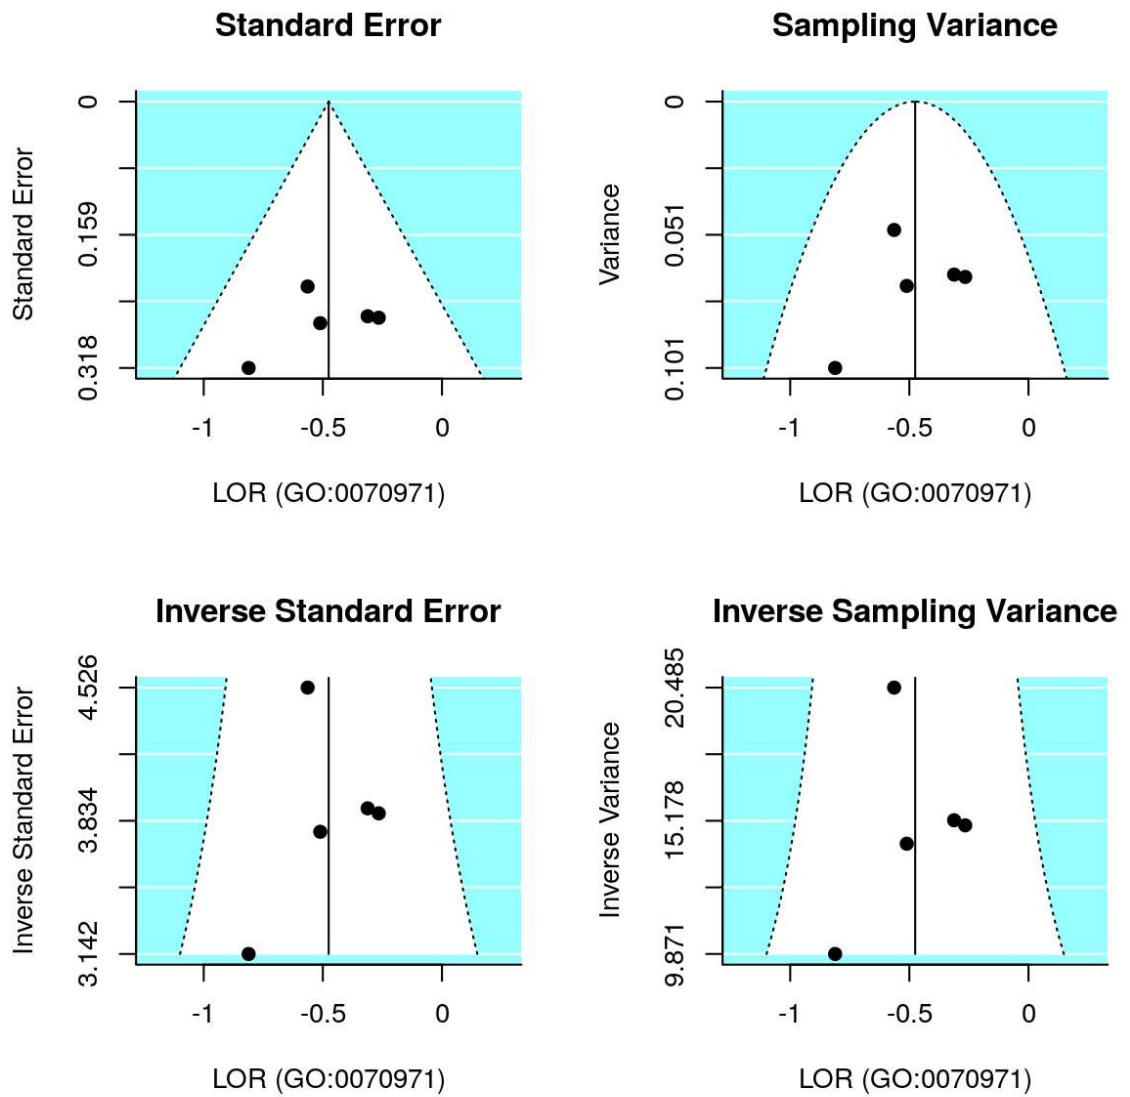 Standard Error
Standard Error
0
0.159
0.318
-1
-0.5
0
LOR (GO:0070971)
Sampling Variance
Variance
0
0.051
0.101
-1
-0.5
0
LOR (GO:0070971)
Inverse Standard Error
Inverse Standard Error
4.526
3.834
3.142
-1
-0.5
0
LOR (GO:0070971)
Inverse Sampling Variance
Inverse Variance
20.485
15.178
9.871
-1
-0.5
0
LOR (GO:0070971)